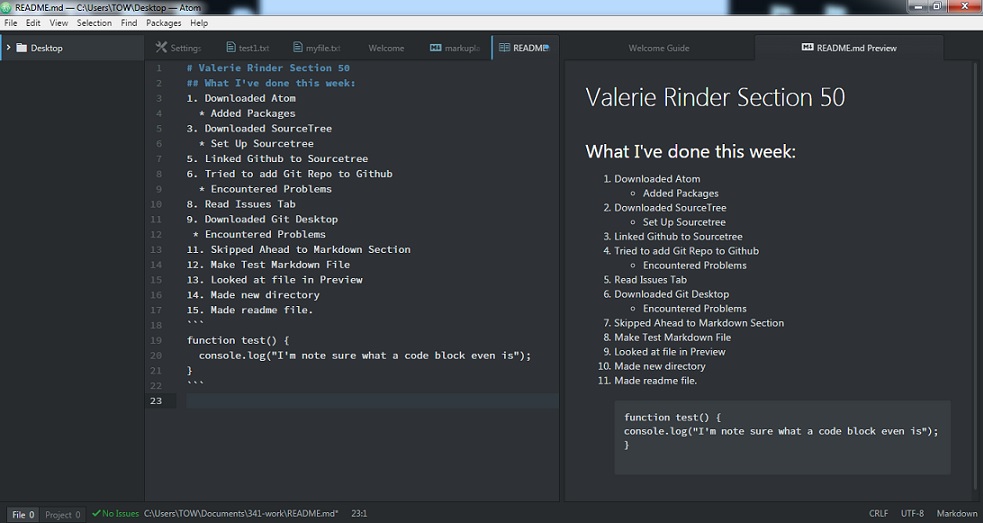 README.md — C:\Users\TOW\Desktop — Atom
File Edit View Selection Find Packages Help
Desktop
Settings test1.txt myfile.txt Welcome markupla README Welcome Guide README.md Preview
1 # Valerie Rinder Section 50
2 ## What I've done this week:
3 1. Downloaded Atom
4 * Added Packages
5 3. Downloaded SourceTree
6 * Set Up Sourcetree
7 5. Linked Github to Sourcetree
8 6. Tried to add Git Repo to Github
9 * Encountered Problems
10 8. Read Issues Tab
11 9. Downloaded Git Desktop
12 * Encountered Problems
13 11. Skipped Ahead to Markdown Section
14 12. Make Test Markdown File
15 13. Looked at file in Preview
16 14. Made new directory
17 15. Made readme file.
18 ```
19 function test() {
20 console.log("I'm note sure what a code block even is");
21 }
22 ```
23
Valerie Rinder Section 50
What I've done this week:
1. Downloaded Atom
◦ Added Packages
2. Downloaded SourceTree
◦ Set Up Sourcetree
3. Linked Github to Sourcetree
4. Tried to add Git Repo to Github
◦ Encountered Problems
5. Read Issues Tab
6. Downloaded Git Desktop
◦ Encountered Problems
7. Skipped Ahead to Markdown Section
8. Make Test Markdown File
9. Looked at file in Preview
10. Made new directory
11. Made readme file.
function test() {
console.log("I'm note sure what a code block even is");
}
File 0 Project 0 No Issues C:\Users\TOW\Documents\341-work\README.md* 23:1 CRLF UTF-8 Markdown